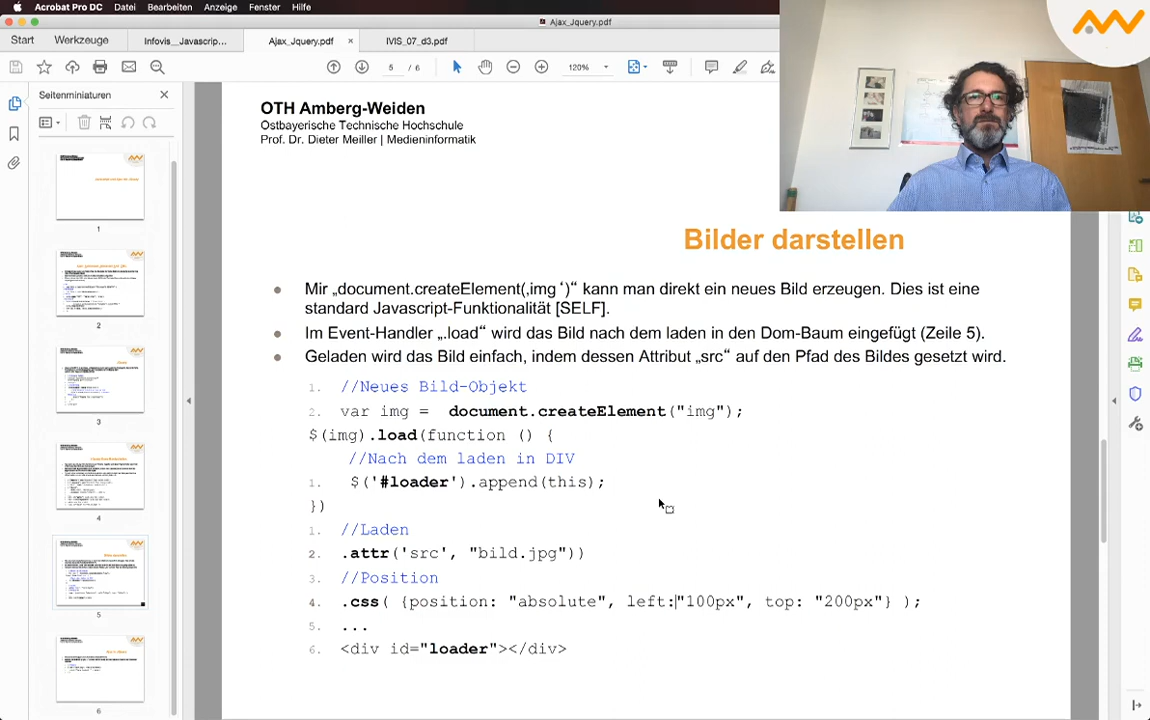 Acrobat Pro DC Datei Bearbeiten Anzeige Fenster Hilfe
Ajax_Jquery.pdf
Start Werkzeuge Infovis__Javascrip... Ajax_Jquery.pdf × IVIS_07_d3.pdf
5 / 6 120%
Seitenminiaturen
OTH Amberg-Weiden
Ostbayerische Technische Hochschule
Prof. Dr. Dieter Meiller | Medieninformatik
Bilder darstellen
Mir „document.createElement(‚img ‘)“ kann man direkt ein neues Bild erzeugen. Dies ist eine
standard Javascript-Funktionalität [SELF].
Im Event-Handler „.load“ wird das Bild nach dem laden in den Dom-Baum eingefügt (Zeile 5).
Geladen wird das Bild einfach, indem dessen Attribut „src“ auf den Pfad des Bildes gesetzt wird.
1. //Neues Bild-Objekt
2. var img = document.createElement("img");
$(img).load(function () {
//Nach dem laden in DIV
1. $('#loader').append(this);
})
1. //Laden
2. .attr('src', "bild.jpg"))
3. //Position
4. .css( {position: "absolute", left:"100px", top: "200px"} );
5. ...
6. <div id="loader"></div>
1
2
3
4
5
6